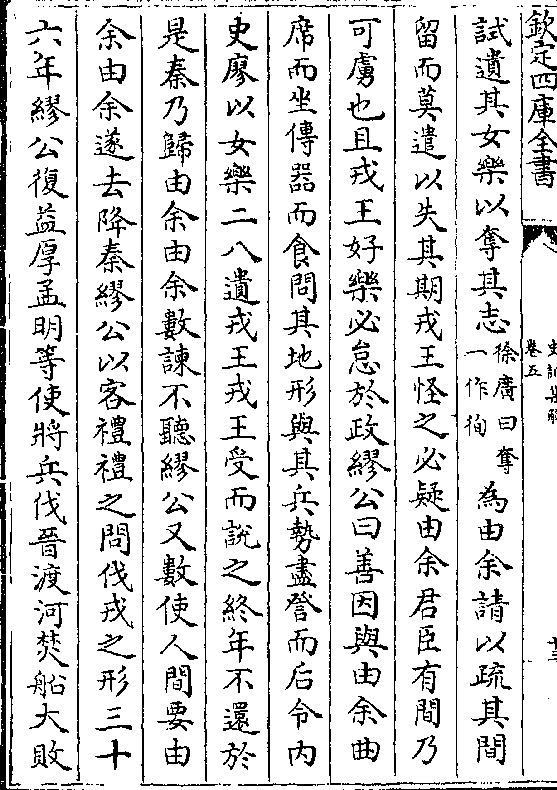 欽定四庫全書
史記集解
卷五
十三
試遺其女樂以奪其志徐廣曰奪一作徇為由余請以疏其間
留而莫遣以失其期戎王怪之必疑由余君臣有間乃
可虜也且戎王好樂必怠於政繆公曰善因與由余曲
席而坐傳器而食問其地形與其兵勢盡詧而后令內
史廖以女樂二八遺戎王戎王受而說之終年不還於
是秦乃歸由余由余數諫不聽繆公又數使人間要由
余由余遂去降秦繆公以客禮禮之問伐戎之形三十
六年繆公復益厚孟明等使將兵伐晉渡河焚船大敗